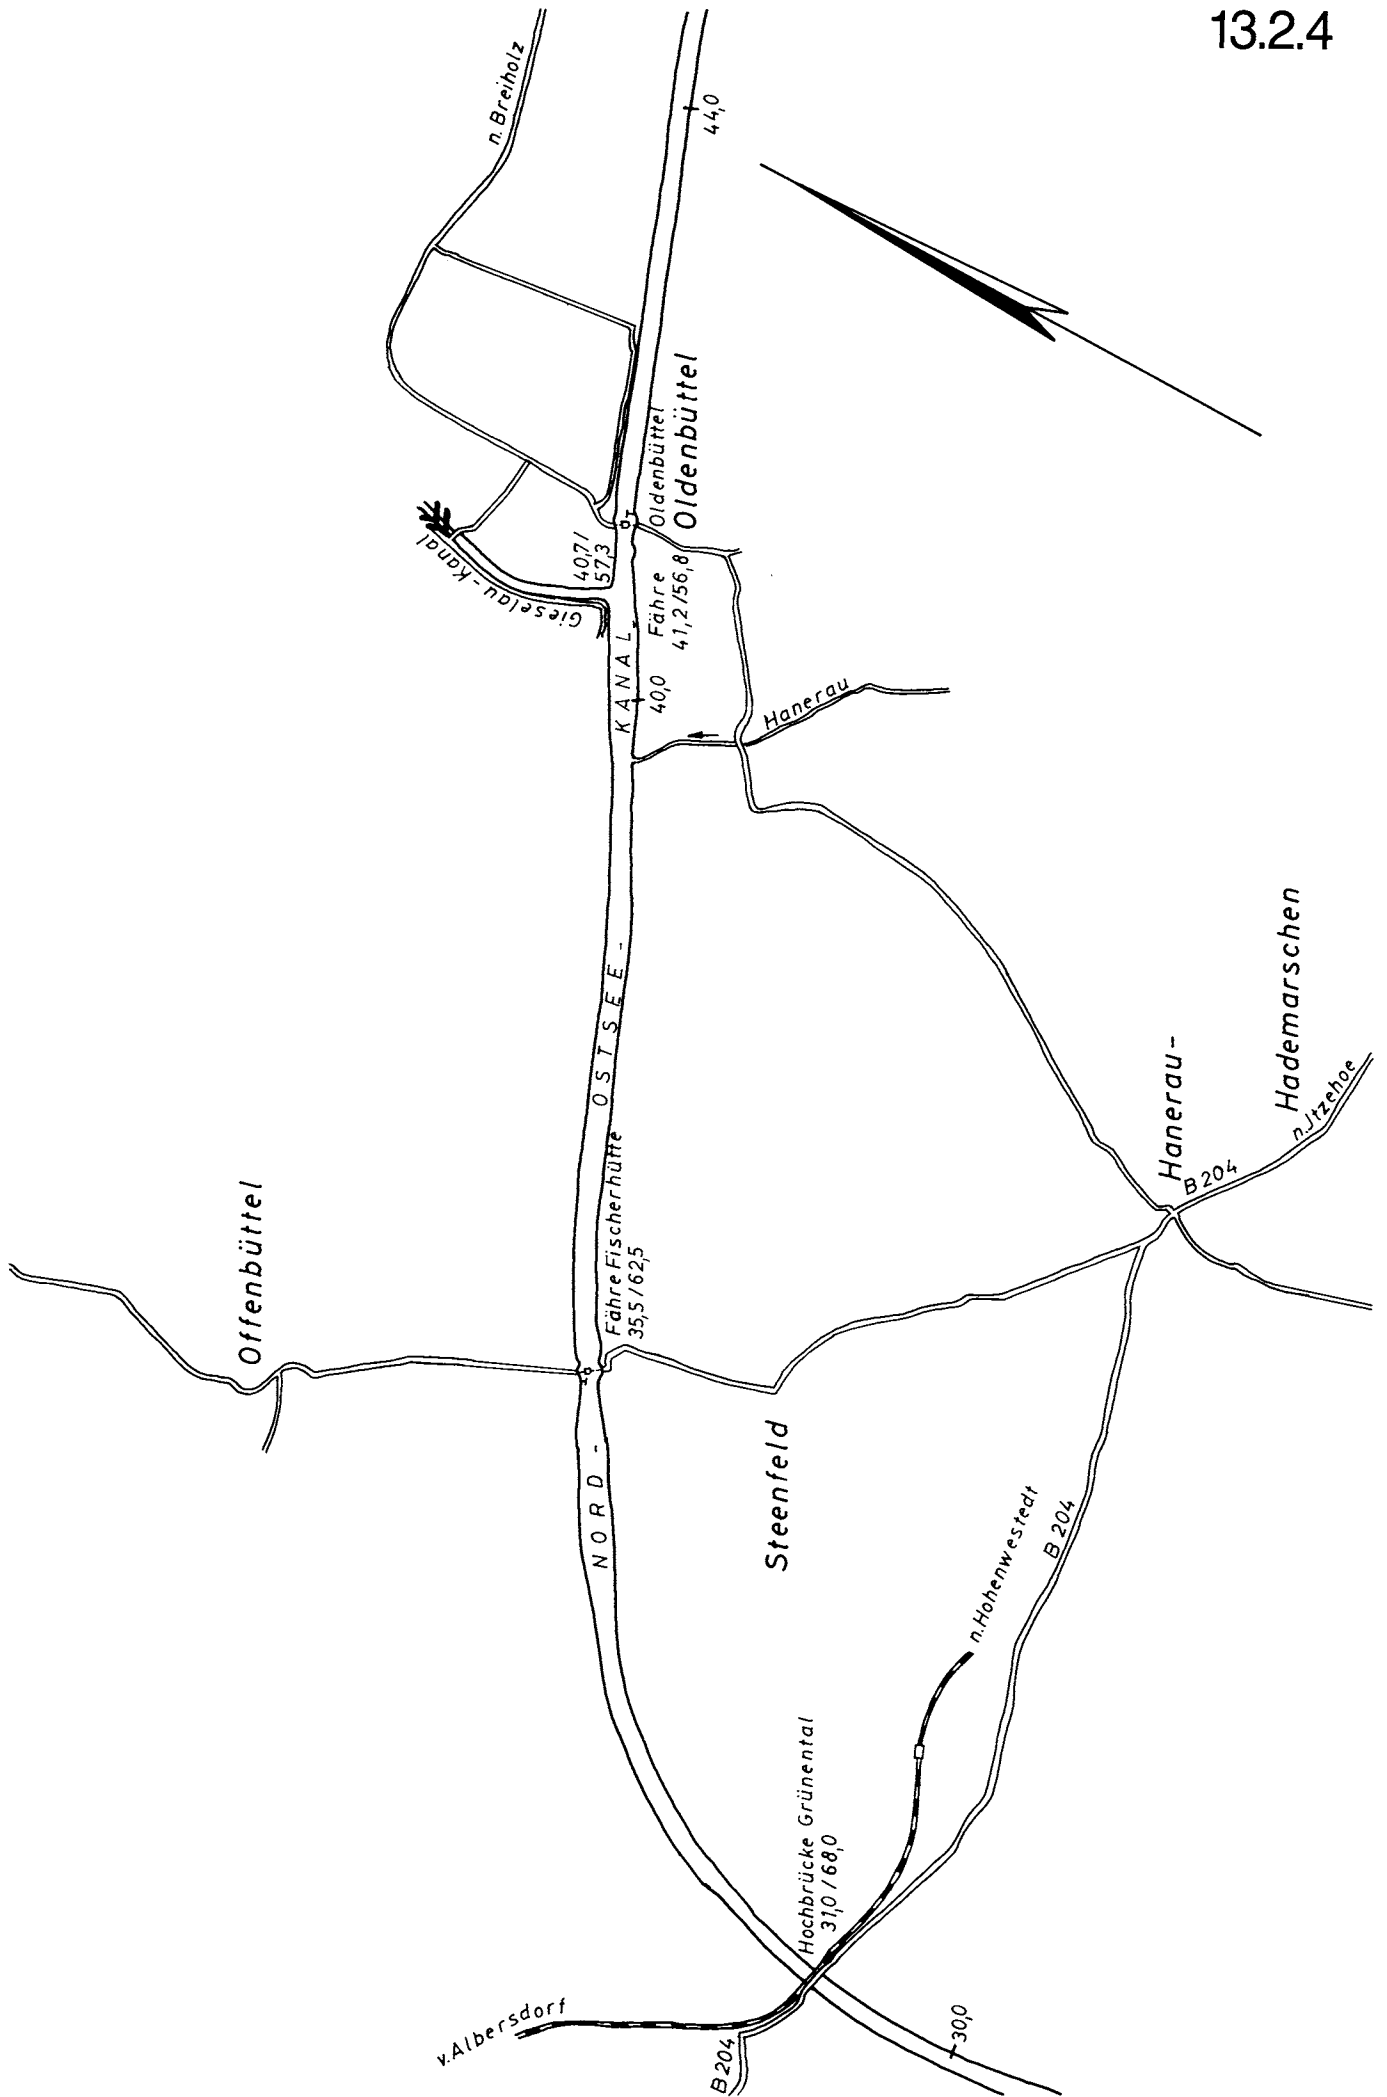 13.2.4
n. Breiholz
44,0
Gieselau-Kanal
40,7/
57,3
Oldenbüttel
Oldenbüttel
Fähre
41,2/56,8
KANAL
40,0
Hanerau
OSTSEE-
Hanerau-
Hademarschen
n. Jtzehoe
B 204
Offenbüttel
Fähre Fischerhütte
35,5/62,5
NORD-
Steenfeld
B 204
n. Hohenwestedt
Hochbrücke Grünental
31,0/68,0
v. Albersdorf
B 204
30,0